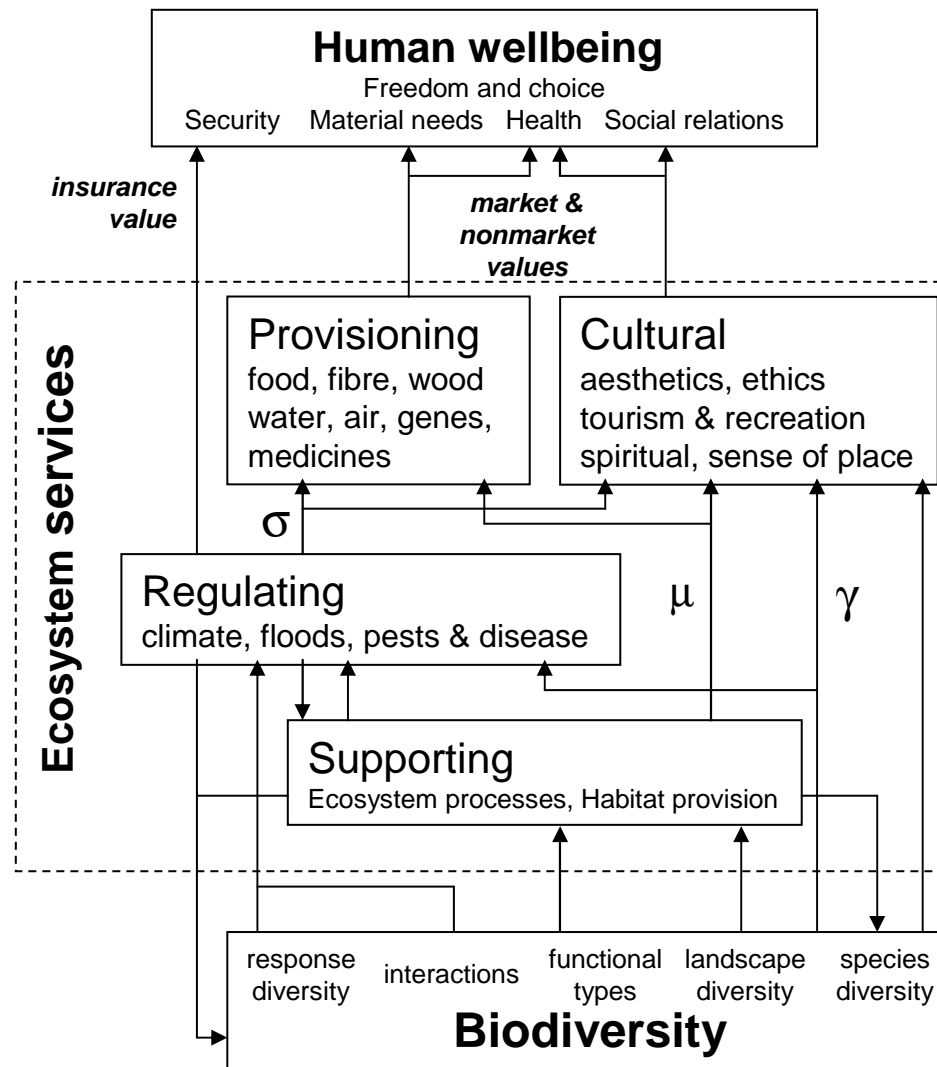 Human wellbeing
Freedom and choice
Security Material needs Health Social relations
insurance
value
market &
nonmarket
values
Ecosystem services
Provisioning
food, fibre, wood
water, air, genes,
medicines
Cultural
aesthetics, ethics
tourism & recreation
spiritual, sense of place
σ
Regulating
climate, floods, pests & disease
μ
γ
Supporting
Ecosystem processes, Habitat provision
response
diversity
interactions
functional
types
landscape
diversity
species
diversity
Biodiversity